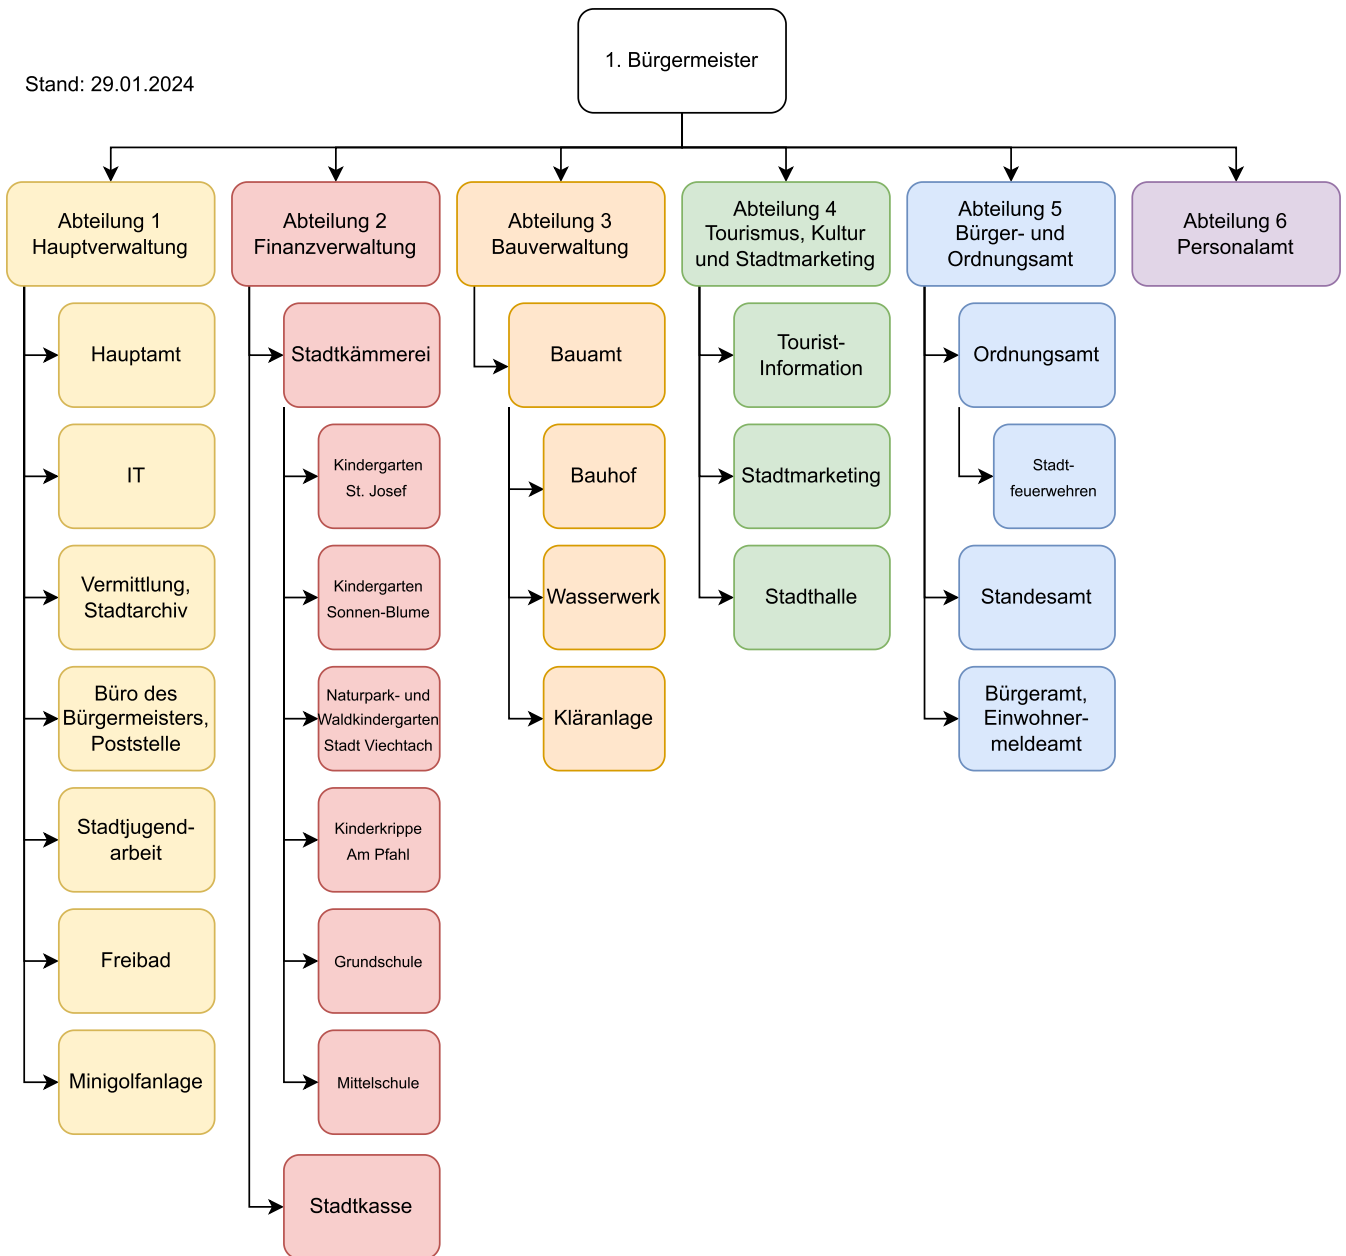 1. Bürgermeister
Stand: 29.01.2024
Abteilung 1
Hauptverwaltung
Abteilung 2
Finanzverwaltung
Abteilung 3
Bauverwaltung
Abteilung 4
Tourismus, Kultur
und Stadtmarketing
Abteilung 5
Bürger- und
Ordnungsamt
Abteilung 6
Personalamt
Hauptamt
IT
Vermittlung,
Stadtarchiv
Büro des
Bürgermeisters,
Poststelle
Stadtjugend-
arbeit
Freibad
Minigolfanlage
Stadtkämmerei
Kindergarten
St. Josef
Kindergarten
Sonnen-Blume
Naturpark- und
Waldkindergarten
Stadt Viechtach
Kinderkrippe
Am Pfahl
Grundschule
Mittelschule
Stadtkasse
Bauamt
Bauhof
Wasserwerk
Kläranlage
Tourist-
Information
Stadtmarketing
Stadthalle
Ordnungsamt
Stadt-
feuerwehren
Standesamt
Bürgeramt,
Einwohner-
meldeamt